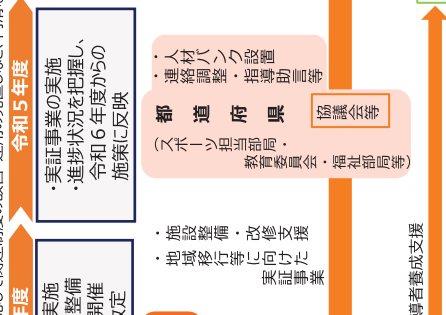 令和５年度
・実証事業の実施
・進捗状況を把握し、
令和６年度からの
施策に反映
・人材バンク設置
・連絡調整・指導助言等
都道府県
協議会等
（スポーツ担当部局・
教育委員会・福祉部局等）
・施設整備・改修支援
・地域移行等に向けた
実証事業
年度
実施
整備
開催
改定
導者養成支援